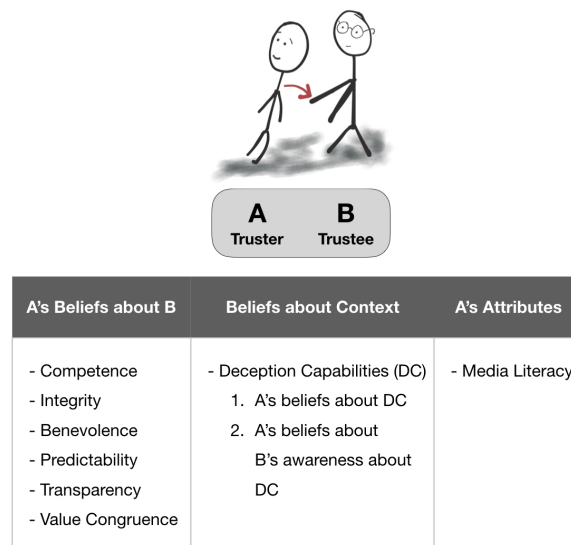 A B
Truster Trustee
A's Beliefs about B
- Competence
- Integrity
- Benevolence
- Predictability
- Transparency
- Value Congruence
Beliefs about Context
- Deception Capabilities (DC)
1. A's beliefs about DC
2. A's beliefs about
B's awareness about
DC
A's Attributes
- Media Literacy